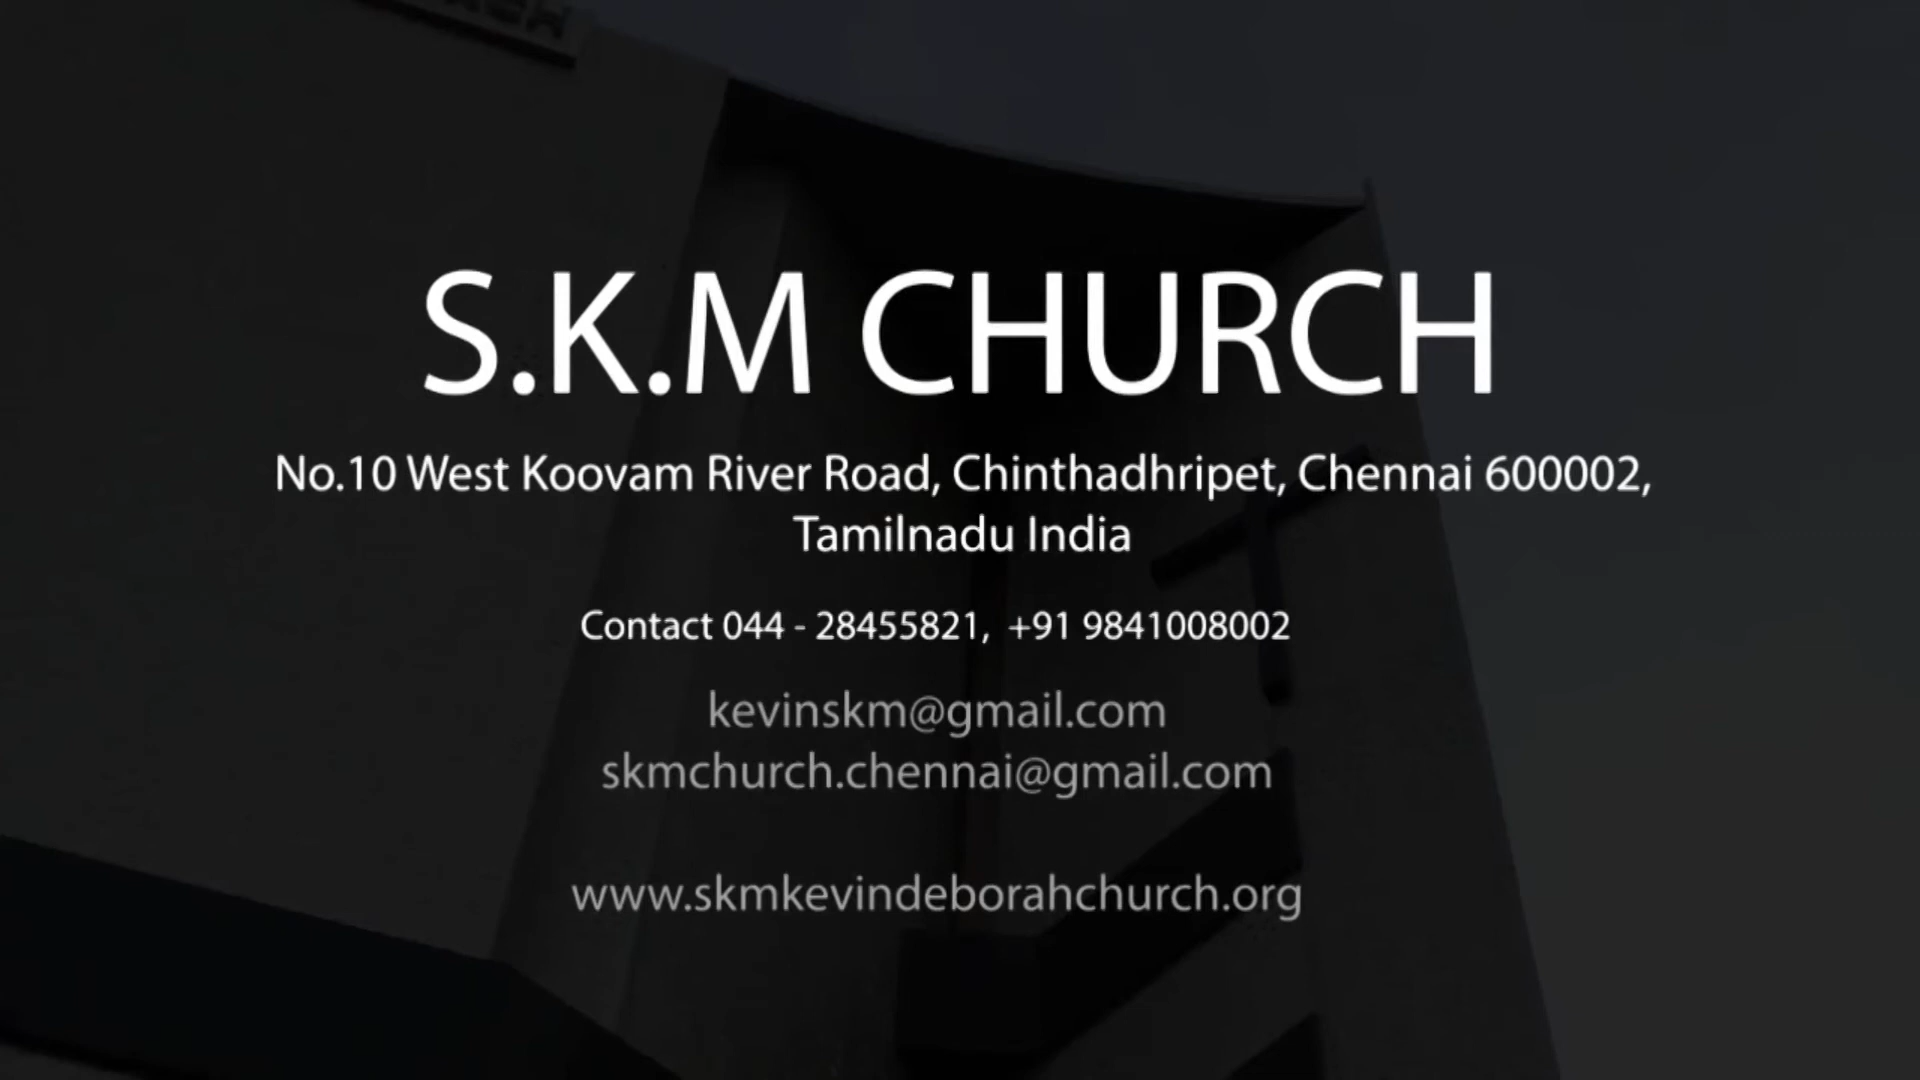 S.K.M CHURCH
No.10 West Koovam River Road, Chinthadhripet, Chennai 600002,
Tamilnadu India
Contact 044 - 28455821, +91 9841008002
kevinskm@gmail.com
skmchurch.chennai@gmail.com
www.skmkevindeborahchurch.org